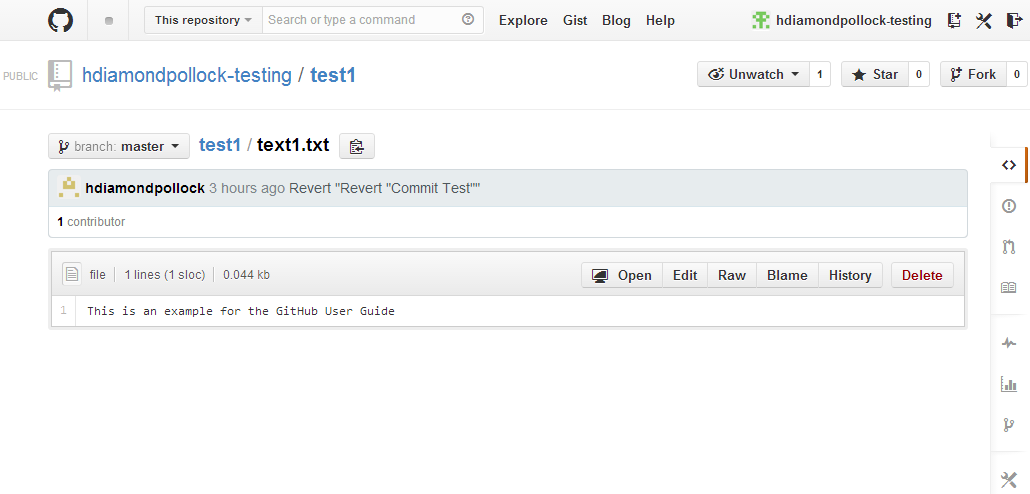 This repository Search or type a command Explore Gist Blog Help hdiamondpollock-testing
PUBLIC hdiamondpollock-testing / test1 Unwatch 1 Star 0 Fork 0
branch: master test1 / text1.txt
hdiamondpollock 3 hours ago Revert "Revert "Commit Test""
1 contributor
file 1 lines (1 sloc) 0.044 kb Open Edit Raw Blame History Delete
1 This is an example for the GitHub User Guide